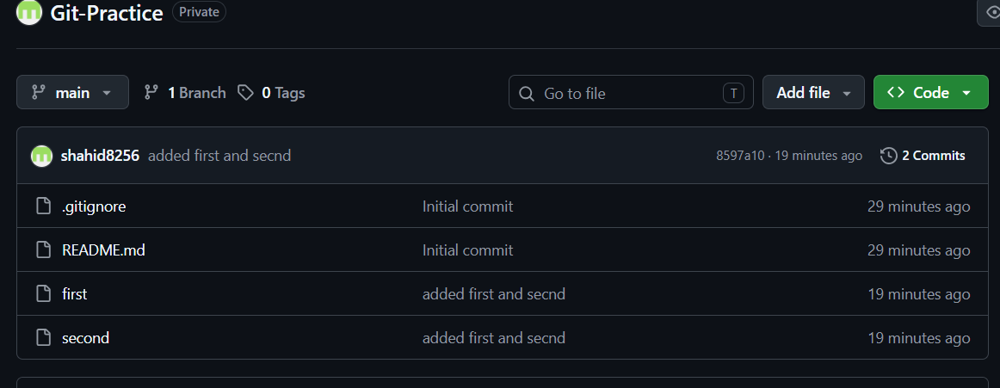 Git-Practice Private
main 1 Branch 0 Tags Go to file T Add file Code
shahid8256 added first and secnd 8597a10 · 19 minutes ago 2 Commits
.gitignore Initial commit 29 minutes ago
README.md Initial commit 29 minutes ago
first added first and secnd 19 minutes ago
second added first and secnd 19 minutes ago